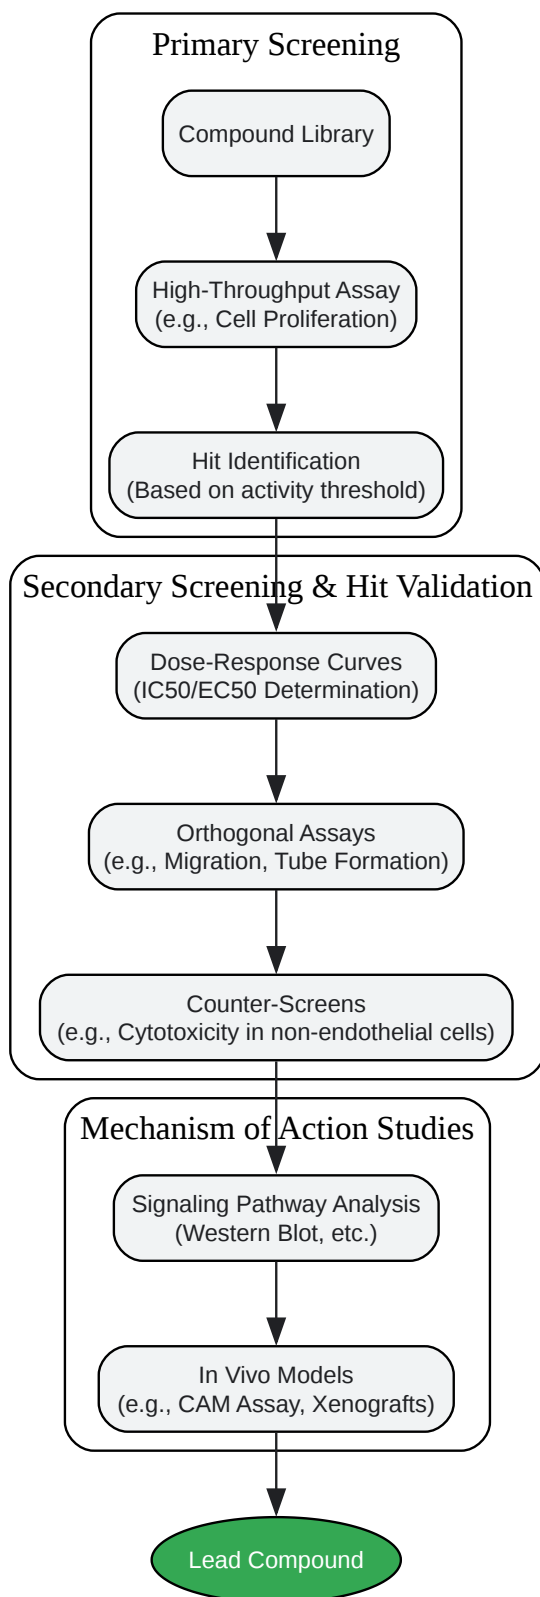 Primary Screening
Compound Library
High-Throughput Assay
(e.g., Cell Proliferation)
Hit Identification
(Based on activity threshold)
Secondary Screening & Hit Validation
Dose-Response Curves
(IC50/EC50 Determination)
Orthogonal Assays
(e.g., Migration, Tube Formation)
Counter-Screens
(e.g., Cytotoxicity in non-endothelial cells)
Mechanism of Action Studies
Signaling Pathway Analysis
(Western Blot, etc.)
In Vivo Models
(e.g., CAM Assay, Xenografts)
Lead Compound